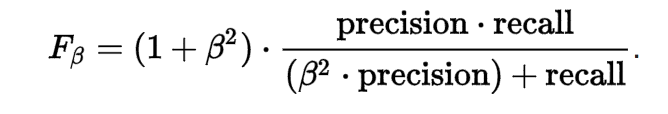 F_β = (1 + β²) · precision · recall / (β² · precision) + recall.